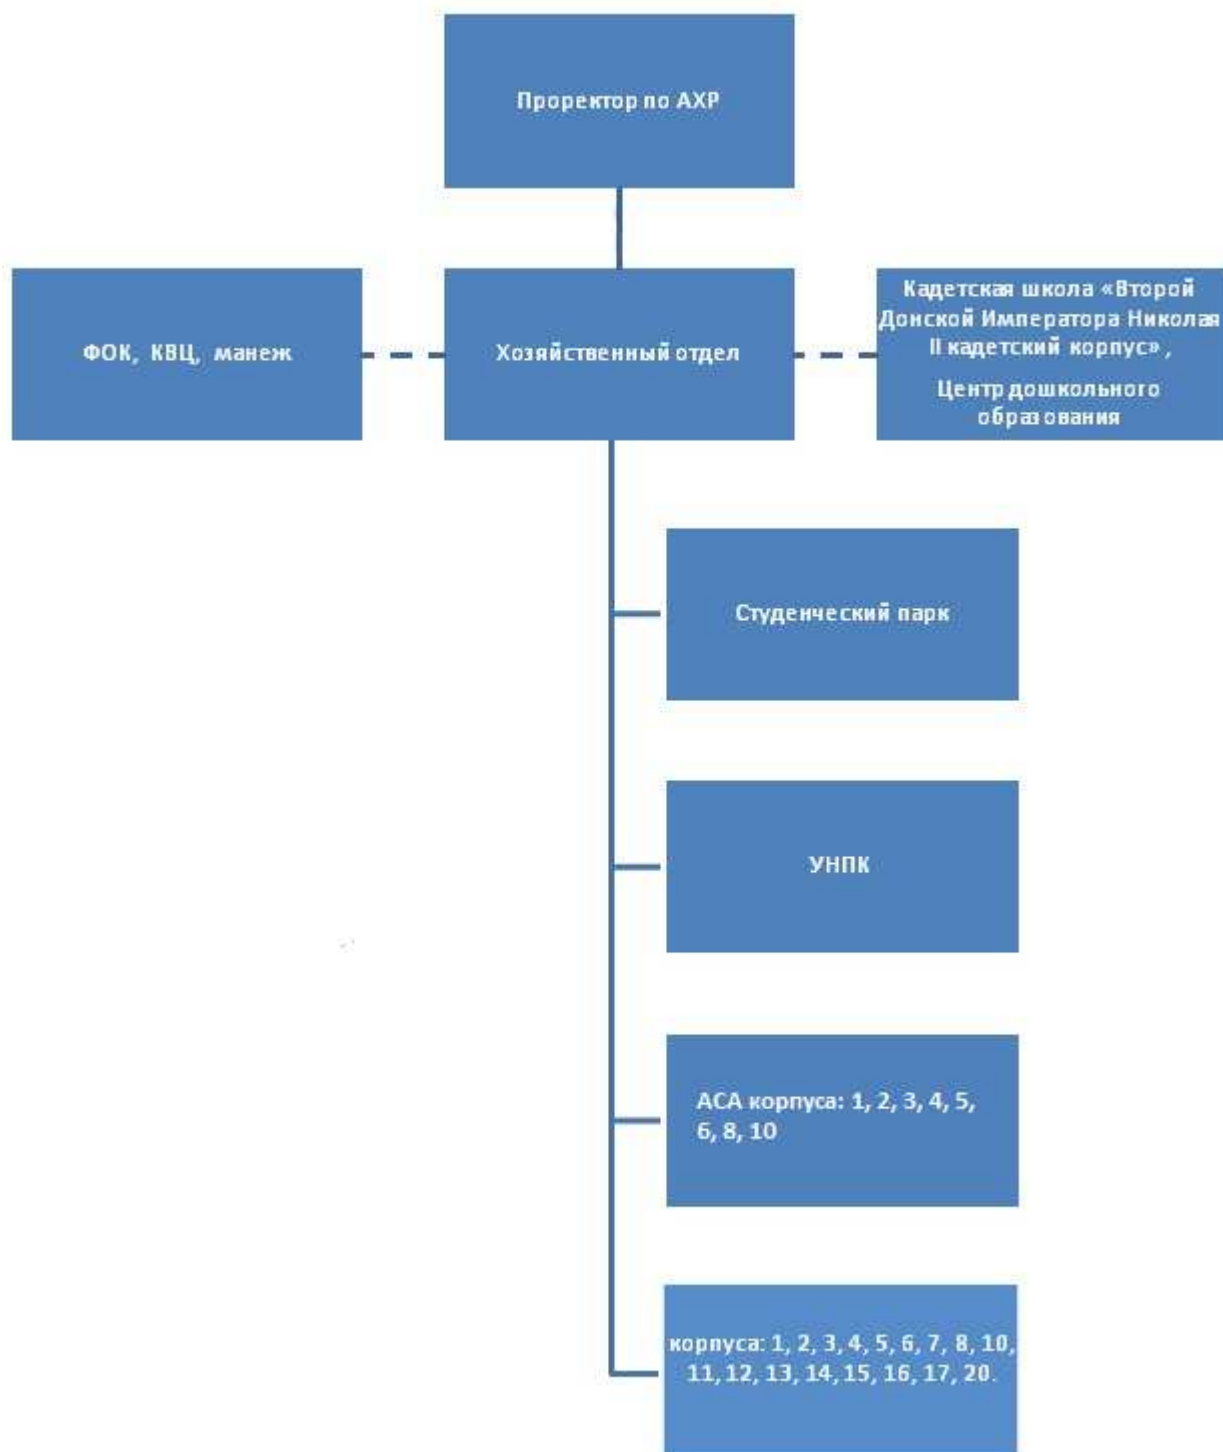 Проректор по АХР
ФОК, КВЦ, манеж
Хозяйственный отдел
Кадетская школа «Второй
Донской Императора Николая
II кадетский корпус» ,
Центр дошкольного
образования
Студенческий парк
УНПК
АСА корпуса: 1, 2, 3, 4, 5,
6, 8, 10
корпуса: 1, 2, 3, 4, 5, 6, 7, 8, 10,
11, 12, 13, 14, 15, 16, 17, 20.